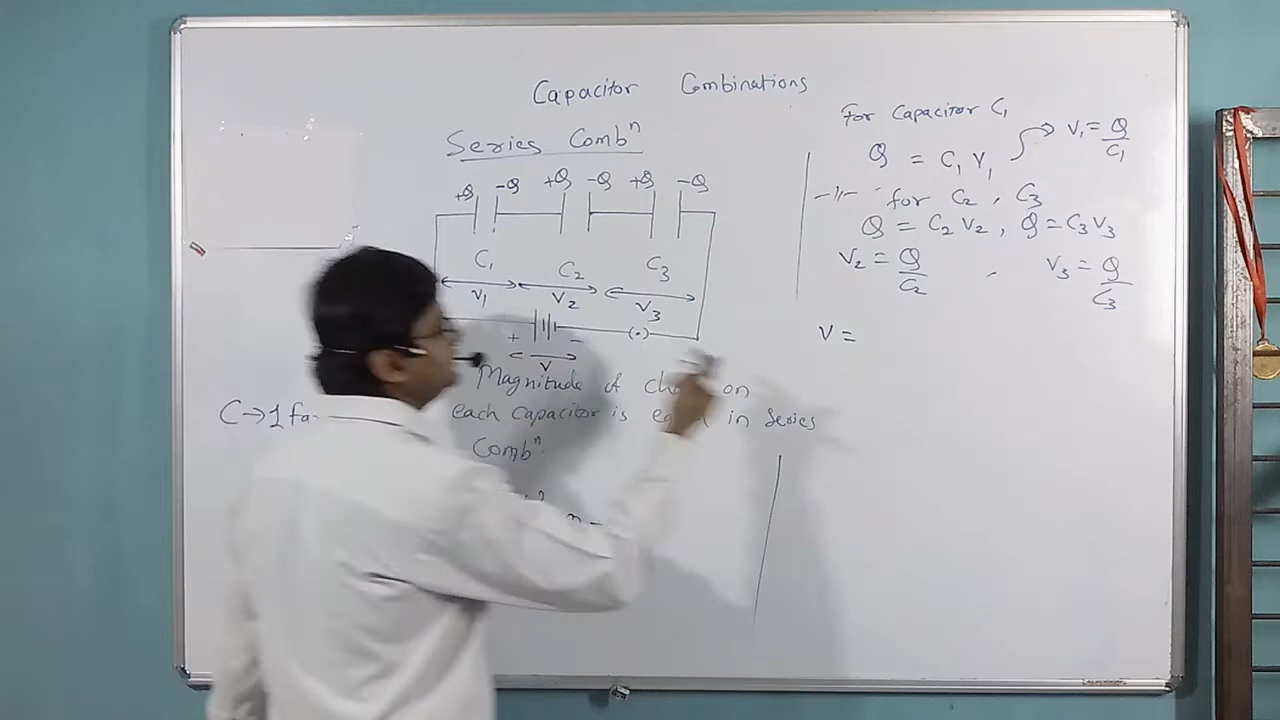 Capacitor Combinations
Series Combⁿ
+Q -Q +Q -Q +Q -Q
C₁ C₂ C₃
V₁ V₂ V₃
+ -
V
Magnitude of on
each Capacitor is in Series
Combⁿ.
C→1
For Capacitor C₁
Q = C₁ V₁ V₁ = Q/C₁
-||- for C₂, C₃
Q = C₂ V₂, Q = C₃ V₃
V₂ = Q/C₂, V₃ = Q/C₃
V =